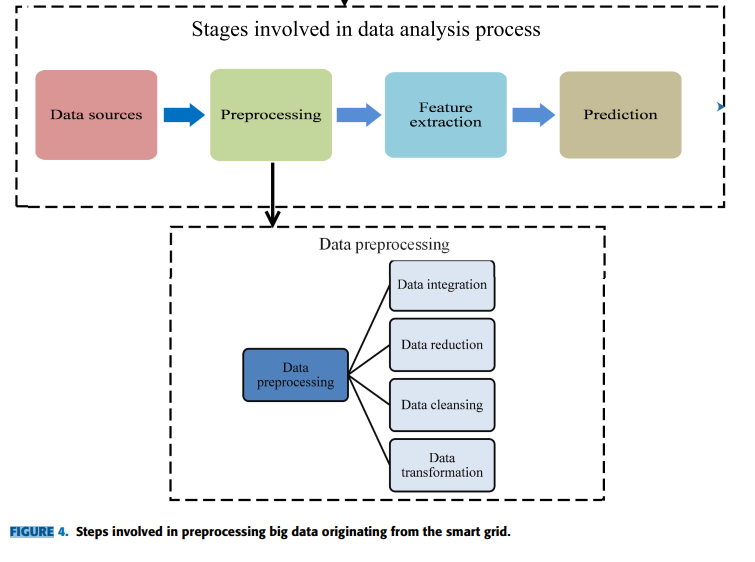 Stages involved in data analysis process
Data sources
Preprocessing
Feature
extraction
Prediction
Data preprocessing
Data integration
Data reduction
Data
preprocessing
Data cleansing
Data
transformation
FIGURE 4. Steps involved in preprocessing big data originating from the smart grid.